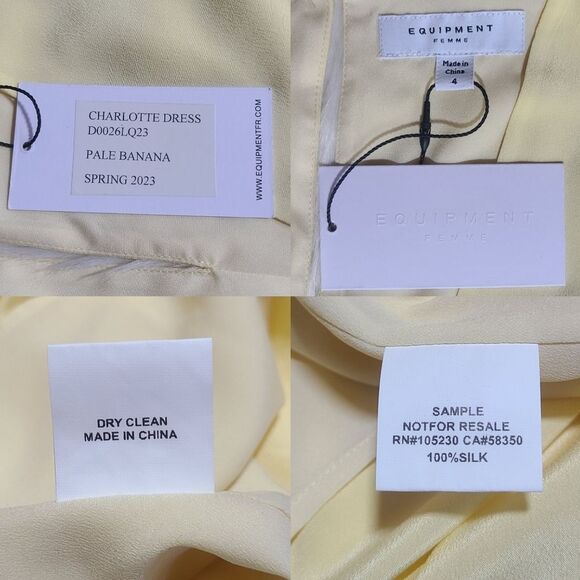 CHARLOTTE DRESS
D0026LQ23
PALE BANANA
SPRING 2023
WWW.EQUIPMENTFR.COM
EQUIPMENT
FEMME
Made in
China
4
EQUIPMENT
FEMME
DRY CLEAN
MADE IN CHINA
SAMPLE
NOTFOR RESALE
RN#105230 CA#58350
100%SILK